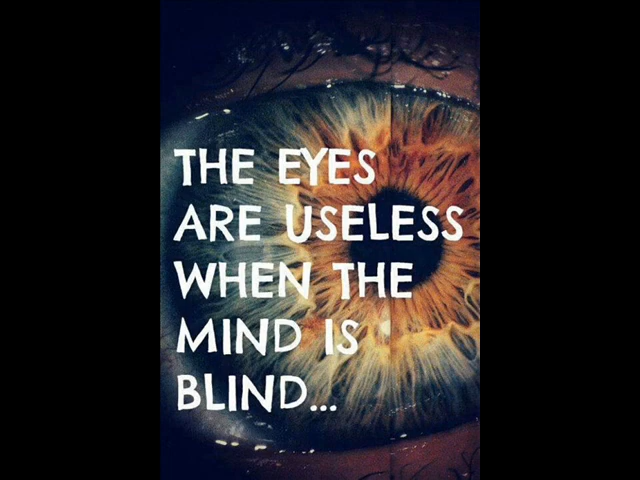 THE EYES
ARE USELESS
WHEN THE
MIND IS
BLIND...